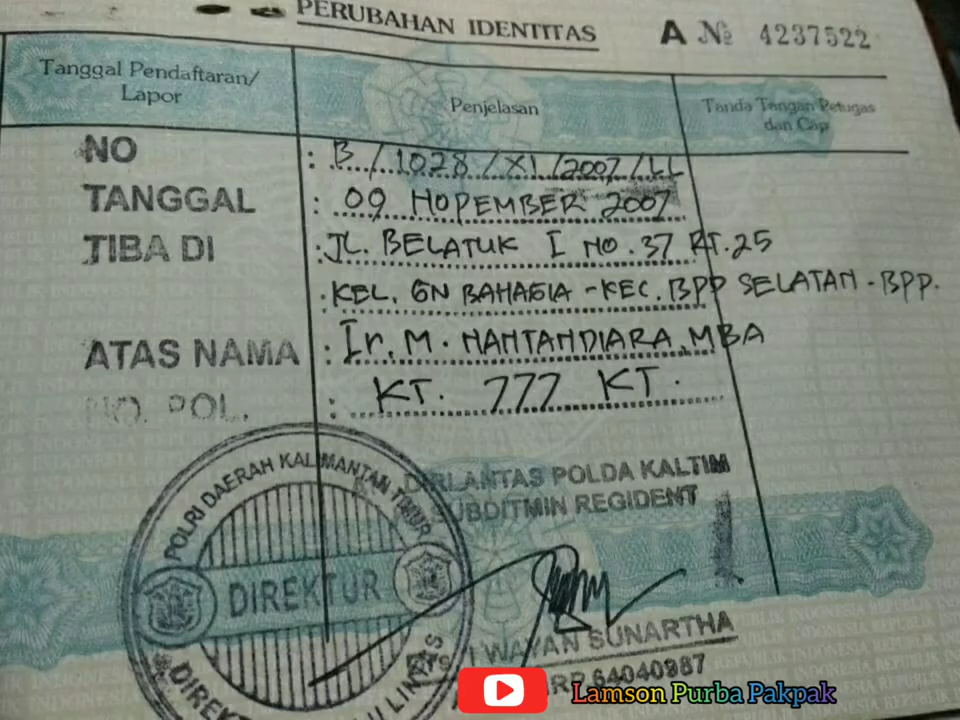 PERUBAHAN IDENTITAS
A № 4237522
Tanggal Pendaftaran/
Lapor
Penjelasan
Tanda Tangan Petugas
dan Cap
NO : B / 1028 / XI / 2007 / LL
TANGGAL : 09 NOPEMBER 2007
TIBA DI : JL. BELATUK I NO. 37 RT. 25
: KEL. GN BAHAGIA - KEC. BPP SELATAN - BPP.
ATAS NAMA : Ir. M. NANTANDIARA, MBA
NO. POL. : KT. 777 KT.
DIRLANTAS POLDA KALTIM
SUBDITMIN REGIDENT
POLRI DAERAH KALIMANTAN TIMUR
DIREKTUR
I WAYAN SUNARTHA
64040987
Lamson Purba Pakpak